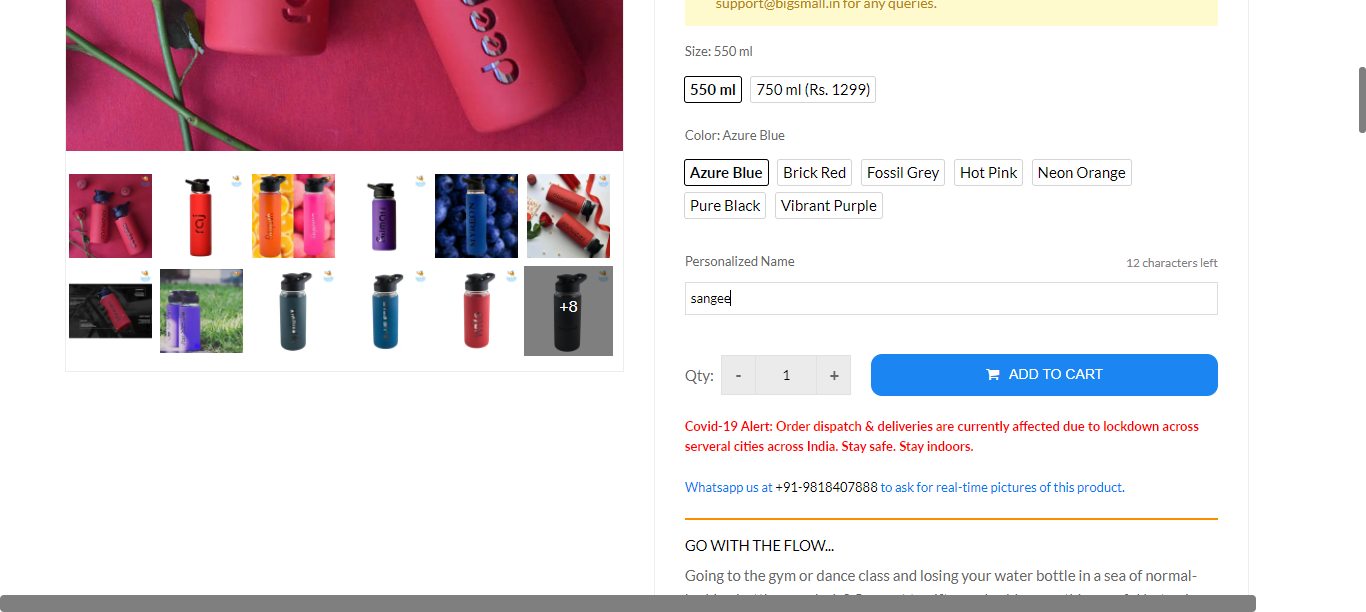 support@bigsmall.in for any queries.
Size: 550 ml
550 ml
750 ml (Rs. 1299)
Color: Azure Blue
Azure Blue
Brick Red
Fossil Grey
Hot Pink
Neon Orange
Pure Black
Vibrant Purple
Personalized Name
12 characters left
sangee
Qty:
-
1
+
ADD TO CART
Covid-19 Alert: Order dispatch & deliveries are currently affected due to lockdown across
serveral cities across India. Stay safe. Stay indoors.
Whatsapp us at +91-9818407888 to ask for real-time pictures of this product.
GO WITH THE FLOW...
Going to the gym or dance class and losing your water bottle in a sea of normal-
deep
raj
+8